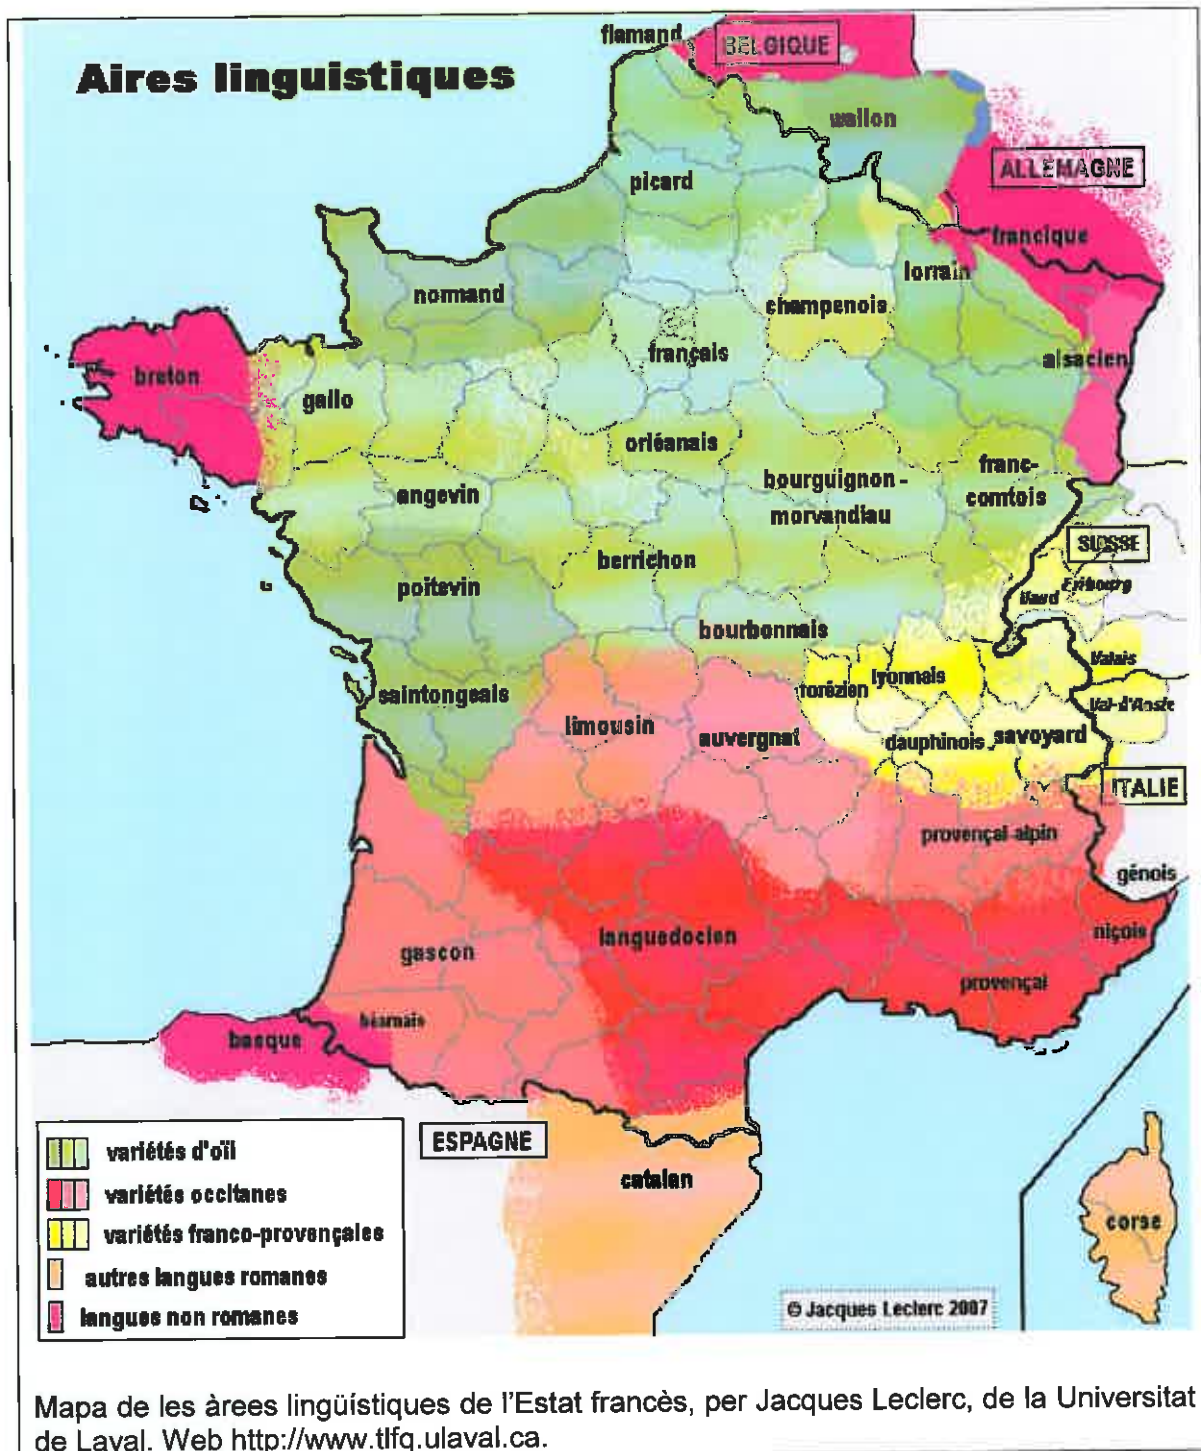 Aires linguistiques
flamand
BELGIQUE
wallon
ALLEMAGNE
picard
francique
lorrain
normand
champenois
français
alsacien
breton
gallo
orléanais
franc-
comtois
bourguignon-
morvandiau
angevin
SUISSE
berrichon
Fribourg
Vaud
poitevin
bourbonnais
Valais
forézien
lyonnais
saintongeais
Val-d'Aoste
limousin
auvergnat
dauphinois
savoyard
ITALIE
provençal alpin
génois
languedocien
niçois
gascon
provençal
béarnais
basque
ESPAGNE
catalan
corse
variétés d'oïl
variétés occitanes
variétés franco-provençales
autres langues romanes
langues non romanes
© Jacques Leclerc 2007
Mapa de les àrees lingüístiques de l'Estat francès, per Jacques Leclerc, de la Universitat
de Laval. Web http://www.tlfq.ulaval.ca.